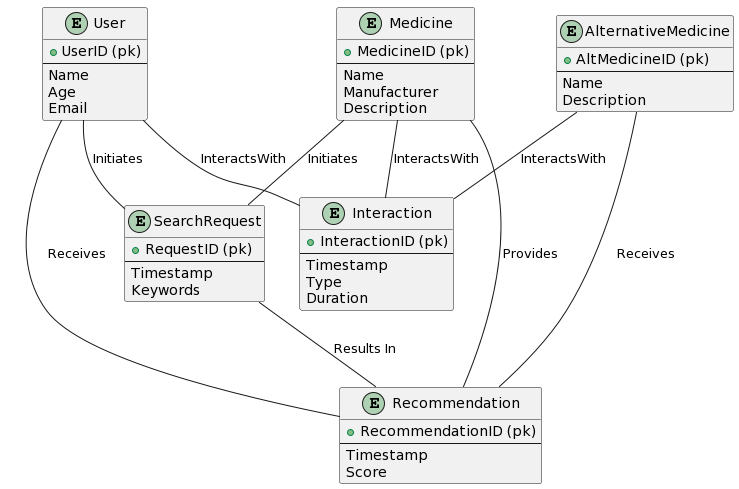 E User
UserID (pk)
Name
Age
Email
E Medicine
MedicineID (pk)
Name
Manufacturer
Description
E AlternativeMedicine
AltMedicineID (pk)
Name
Description
Initiates
InteractsWith
Initiates
InteractsWith
InteractsWith
E SearchRequest
RequestID (pk)
Timestamp
Keywords
E Interaction
InteractionID (pk)
Timestamp
Type
Duration
Receives
Provides
Receives
Results In
E Recommendation
RecommendationID (pk)
Timestamp
Score